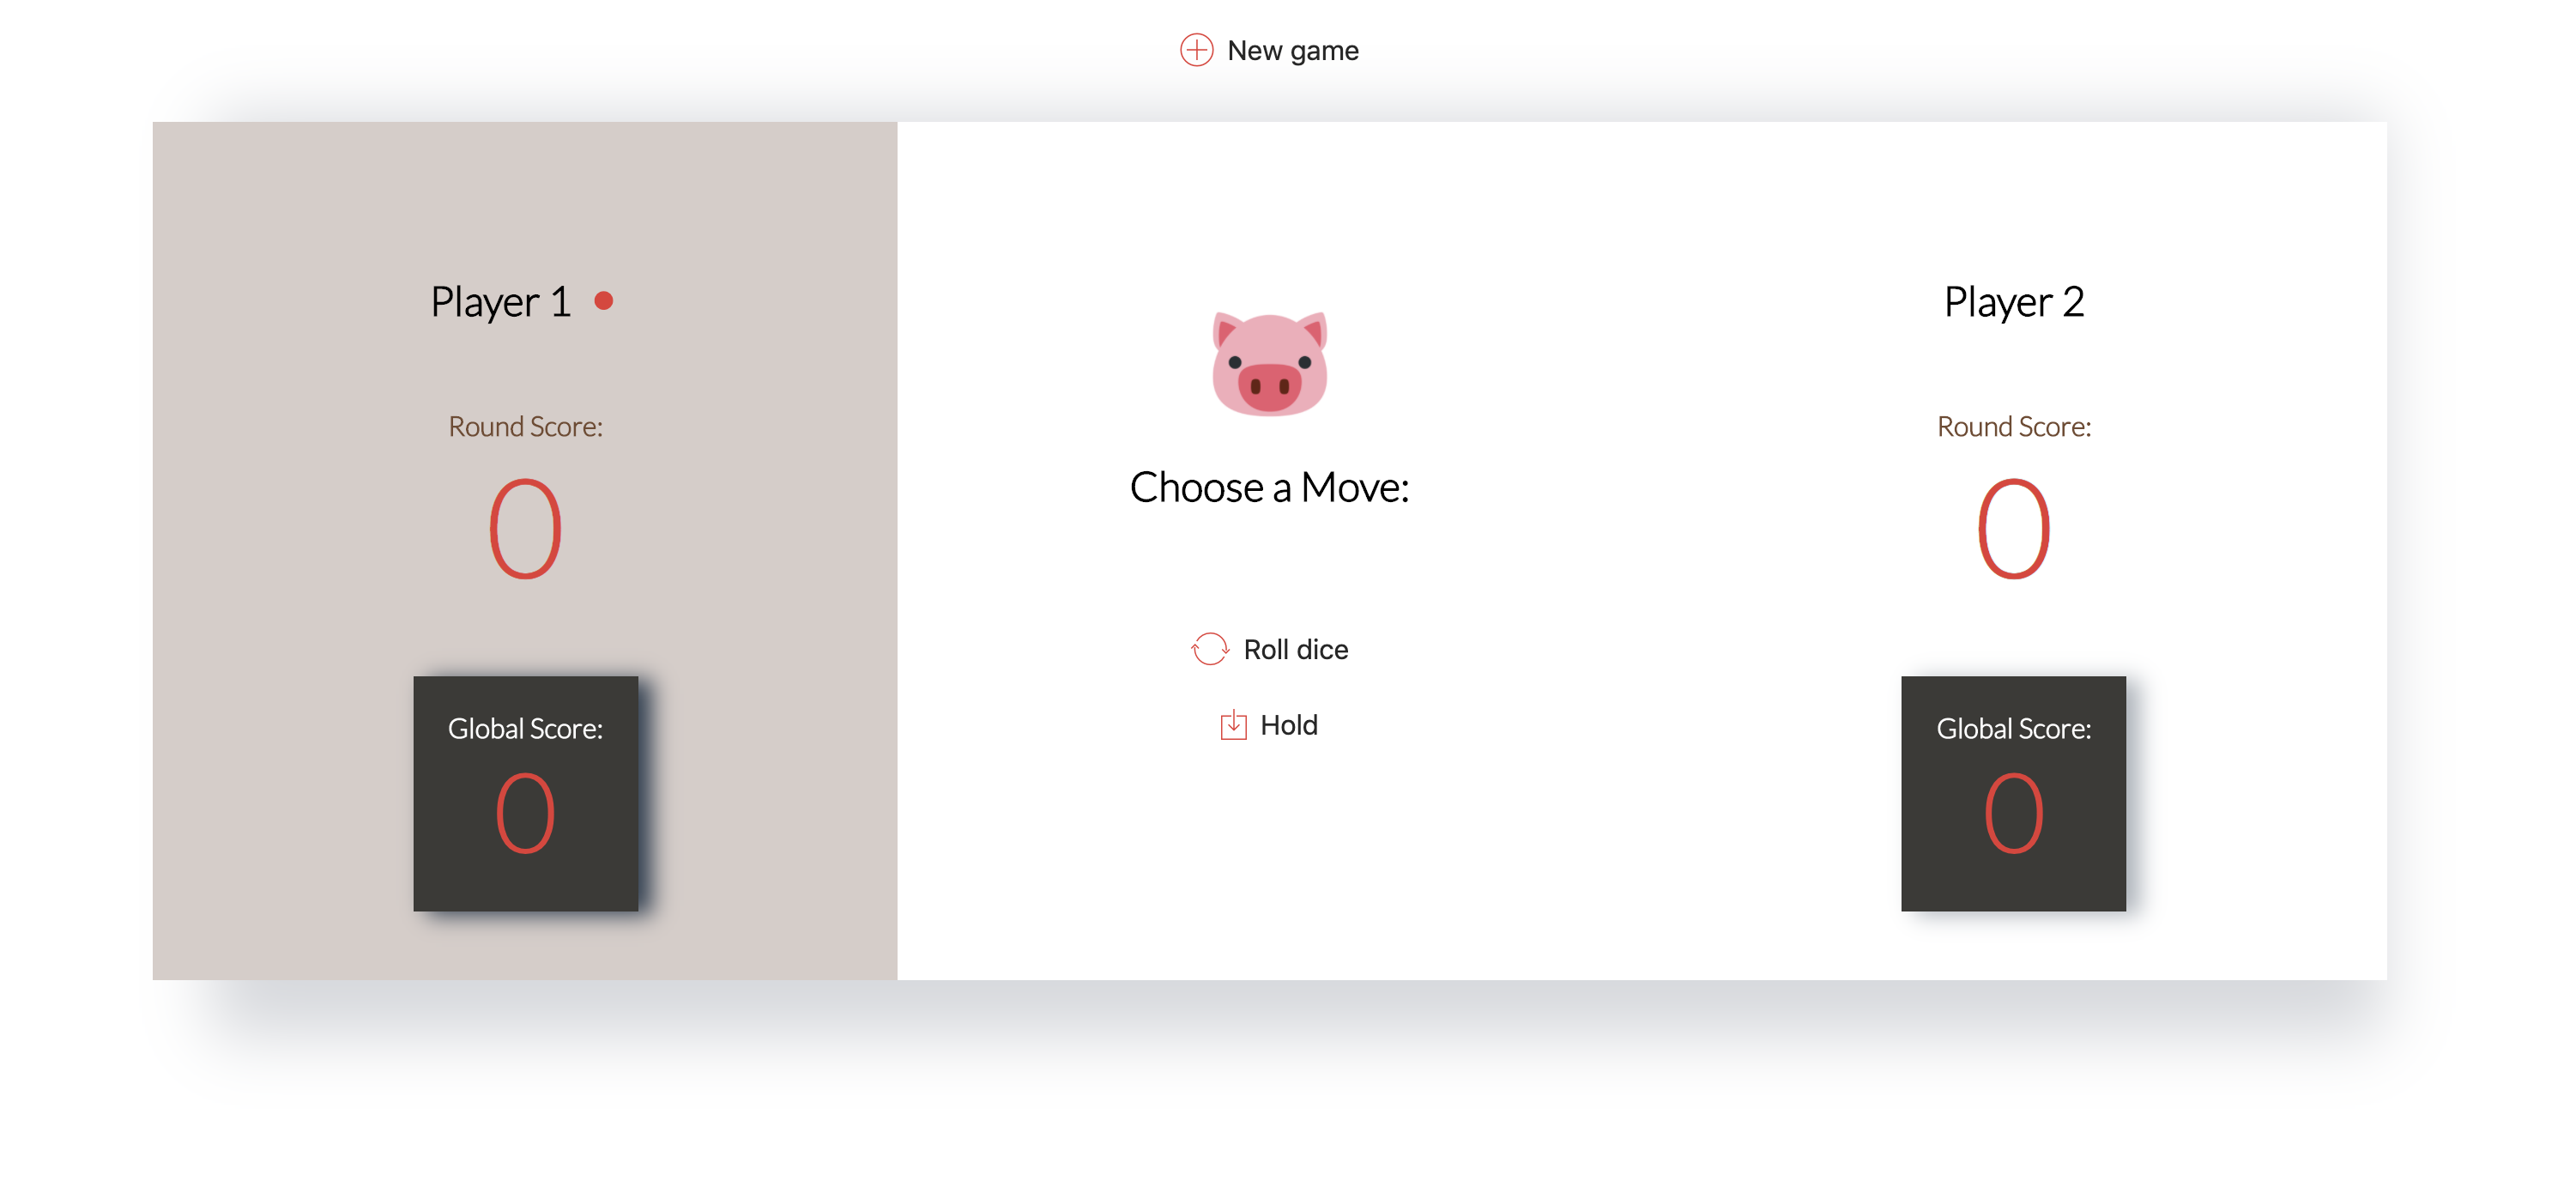 New game
Player 1
Round Score:
0
Global Score:
0
Choose a Move:
Roll dice
Hold
Player 2
Round Score:
0
Global Score:
0